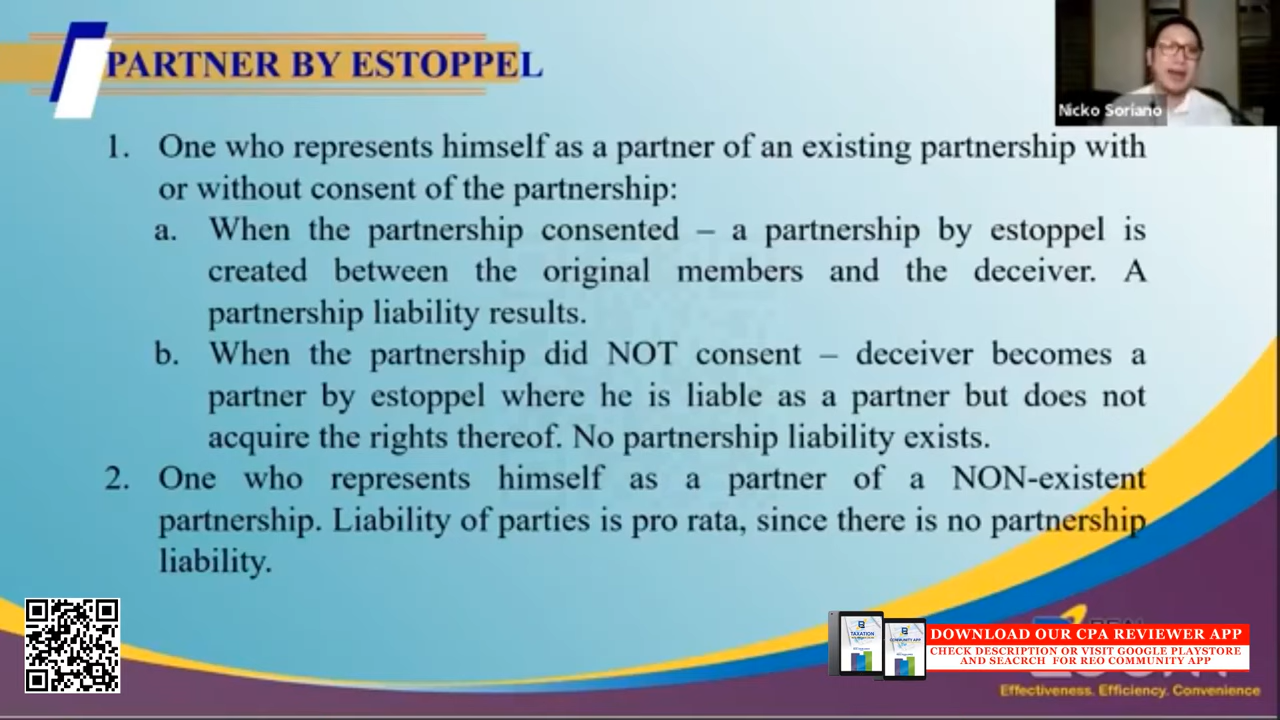 PARTNER BY ESTOPPEL
Nicko Soriano
1. One who represents himself as a partner of an existing partnership with
or without consent of the partnership:
a. When the partnership consented – a partnership by estoppel is
created between the original members and the deceiver. A
partnership liability results.
b. When the partnership did NOT consent – deceiver becomes a
partner by estoppel where he is liable as a partner but does not
acquire the rights thereof. No partnership liability exists.
2. One who represents himself as a partner of a NON-existent
partnership. Liability of parties is pro rata, since there is no partnership
liability.
TAXATION
COMMUNITY APP
DOWNLOAD OUR CPA REVIEWER APP
CHECK DESCRIPTION OR VISIT GOOGLE PLAYSTORE
AND SEACRCH FOR REO COMMUNITY APP
Effectiveness. Efficiency. Convenience